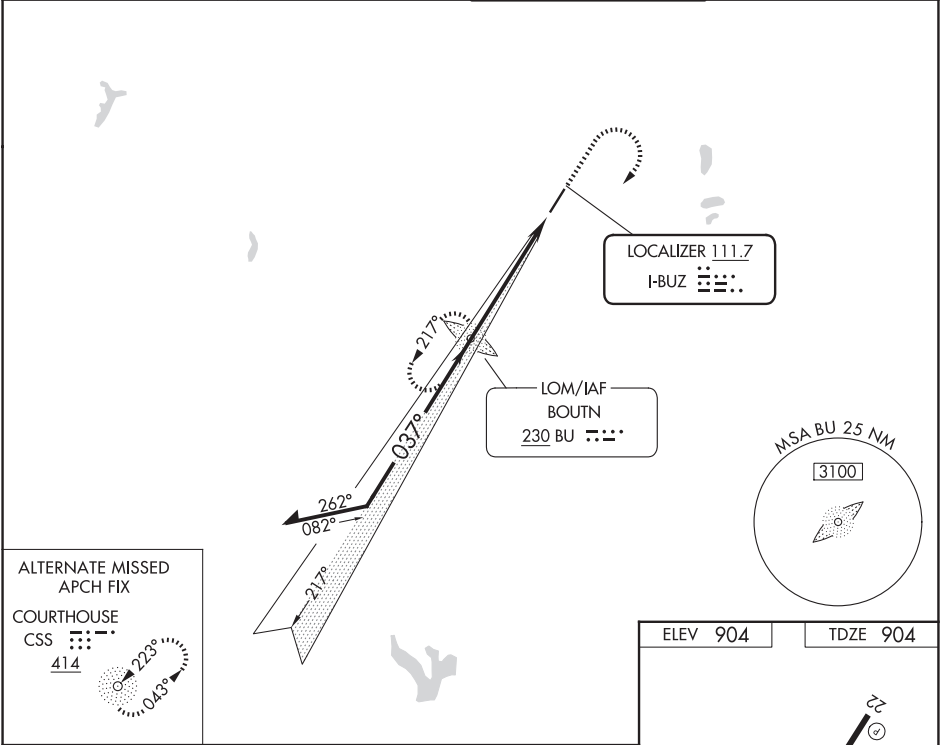 LOCALIZER 111.7
I-BUZ
217°
LOM/IAF
BOUTN
230 BU
037°
MSA BU 25 NM
3100
262°
082°
217°
ALTERNATE MISSED
APCH FIX
COURTHOUSE
CSS
414
223°
043°
ELEV 904
TDZE 904
22
P